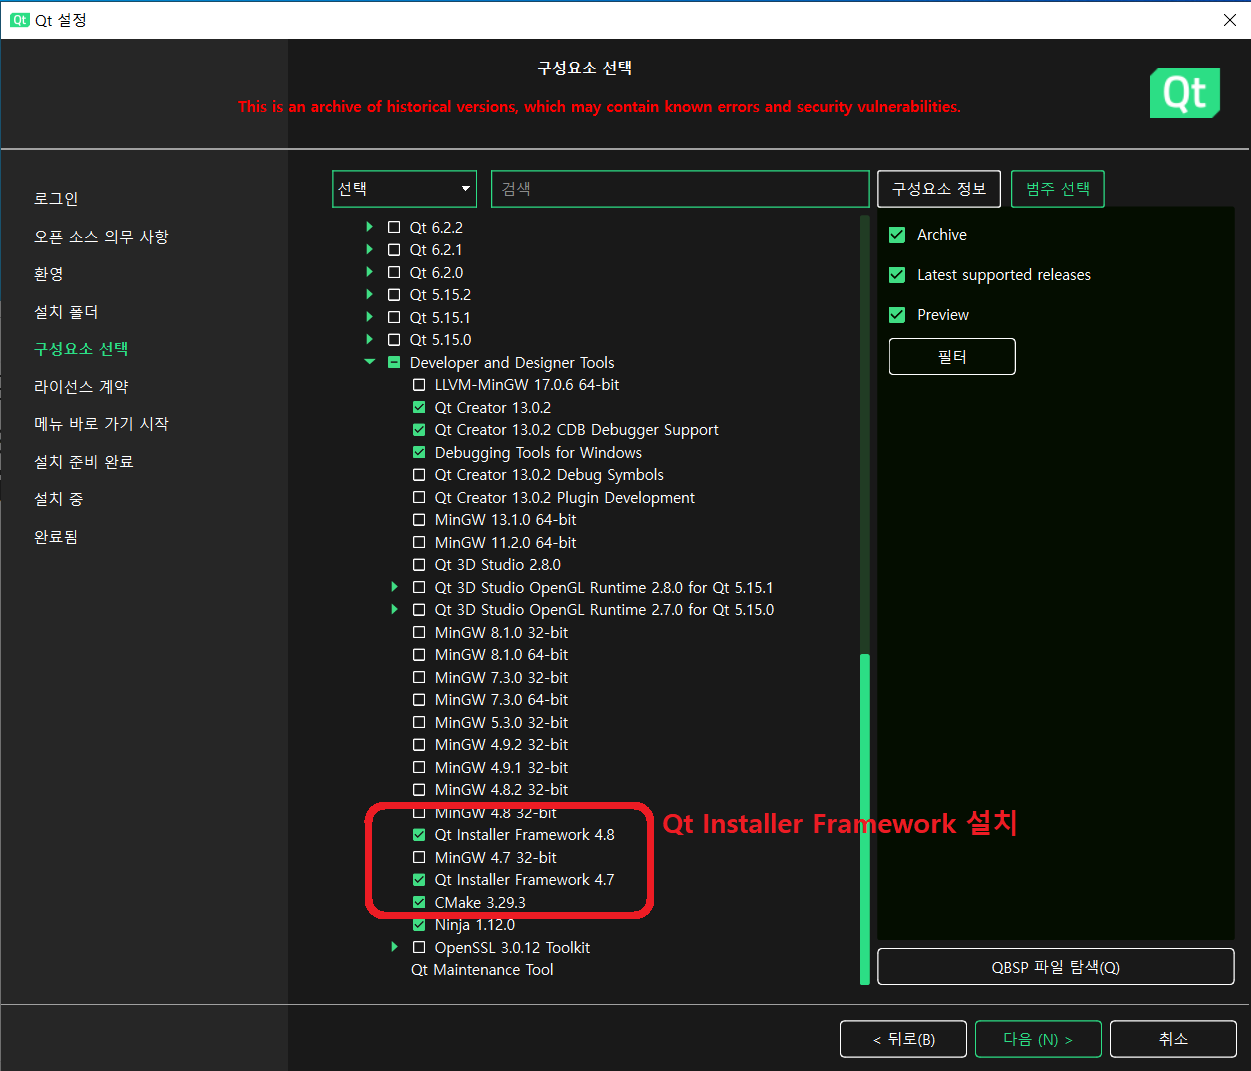 Qt Qt 설정
구성요소 선택
This is an archive of historical versions, which may contain known errors and security vulnerabilities.
Qt
로그인
오픈 소스 의무 사항
환영
설치 폴더
구성요소 선택
라이선스 계약
메뉴 바로 가기 시작
설치 준비 완료
설치 중
완료됨
선택
검색
구성요소 정보
범주 선택
Qt 6.2.2
Qt 6.2.1
Qt 6.2.0
Qt 5.15.2
Qt 5.15.1
Qt 5.15.0
Developer and Designer Tools
LLVM-MinGW 17.0.6 64-bit
Qt Creator 13.0.2
Qt Creator 13.0.2 CDB Debugger Support
Debugging Tools for Windows
Qt Creator 13.0.2 Debug Symbols
Qt Creator 13.0.2 Plugin Development
MinGW 13.1.0 64-bit
MinGW 11.2.0 64-bit
Qt 3D Studio 2.8.0
Qt 3D Studio OpenGL Runtime 2.8.0 for Qt 5.15.1
Qt 3D Studio OpenGL Runtime 2.7.0 for Qt 5.15.0
MinGW 8.1.0 32-bit
MinGW 8.1.0 64-bit
MinGW 7.3.0 32-bit
MinGW 7.3.0 64-bit
MinGW 5.3.0 32-bit
MinGW 4.9.2 32-bit
MinGW 4.9.1 32-bit
MinGW 4.8.2 32-bit
MinGW 4.8 32-bit
Qt Installer Framework 4.8
MinGW 4.7 32-bit
Qt Installer Framework 4.7
CMake 3.29.3
Ninja 1.12.0
OpenSSL 3.0.12 Toolkit
Qt Maintenance Tool
Qt Installer Framework 설치
Archive
Latest supported releases
Preview
필터
QBSP 파일 탐색(Q)
< 뒤로(B)
다음 (N) >
취소